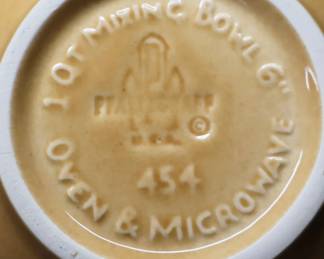 1 QT MIXING BOWL 6"
PFALTZGRAFF
©
U.S.A.
454
OVEN & MICROWAVE